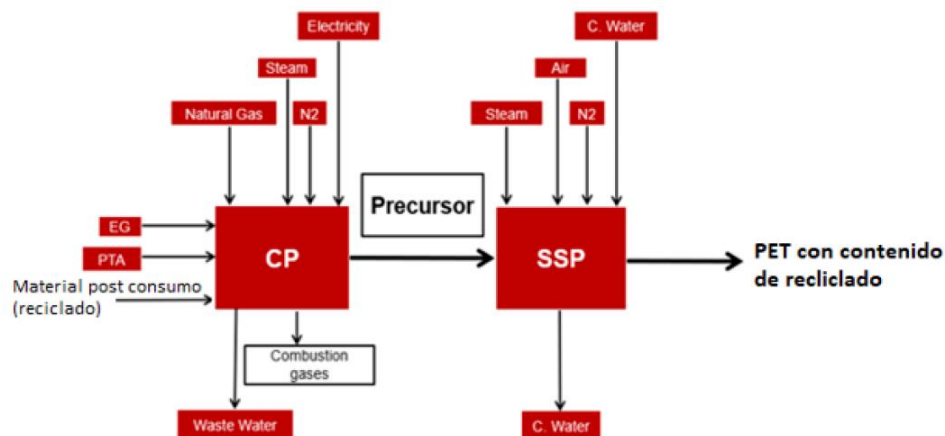 Electricity
C. Water
Steam
Air
Natural Gas
N2
Steam
N2
Precursor
EG
PTA
CP
SSP
PET con contenido
de recliclado
Material post consumo
(reciclado)
Combustion
gases
Waste Water
C. Water